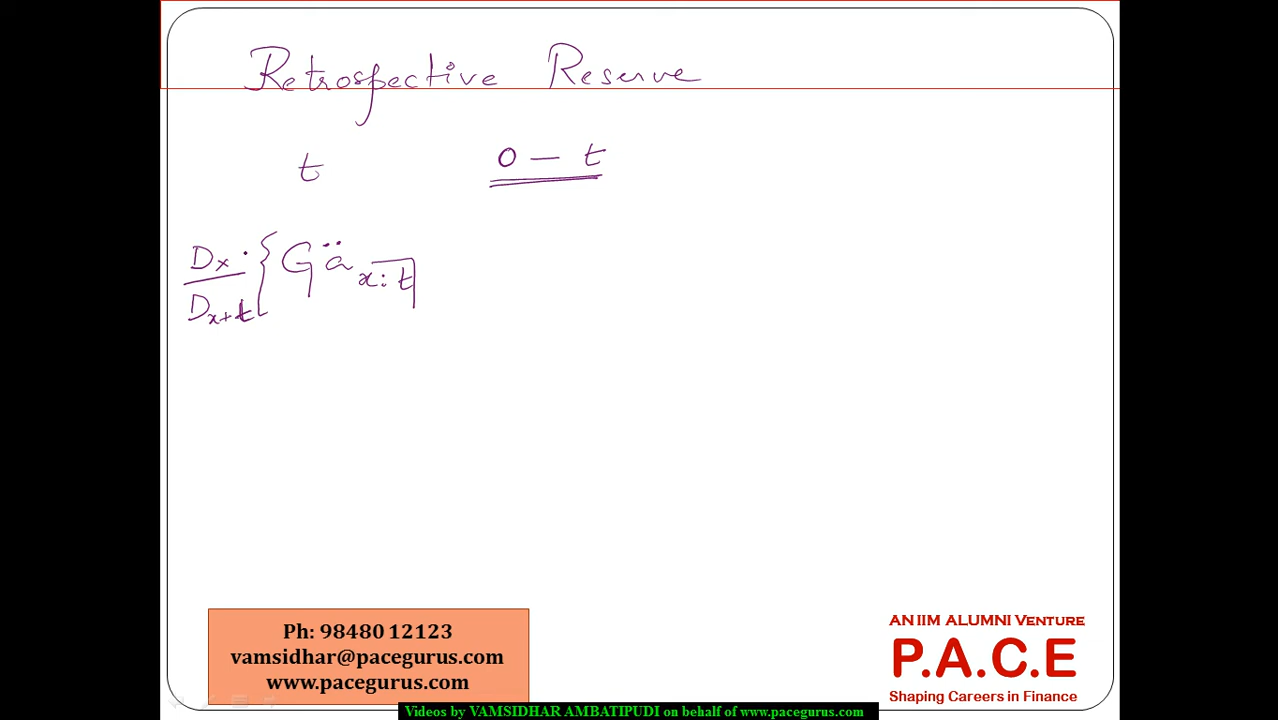 Retrospective Reserve
t 0 – t
Dx/Dx+t · { G ä x:t̅|
Ph: 98480 12123
vamsidhar@pacegurus.com
www.pacegurus.com
AN IIM ALUMNI VENTURE
P.A.C.E
Shaping Careers in Finance
Videos by VAMSIDHAR AMBATIPUDI on behalf of www.pacegurus.com